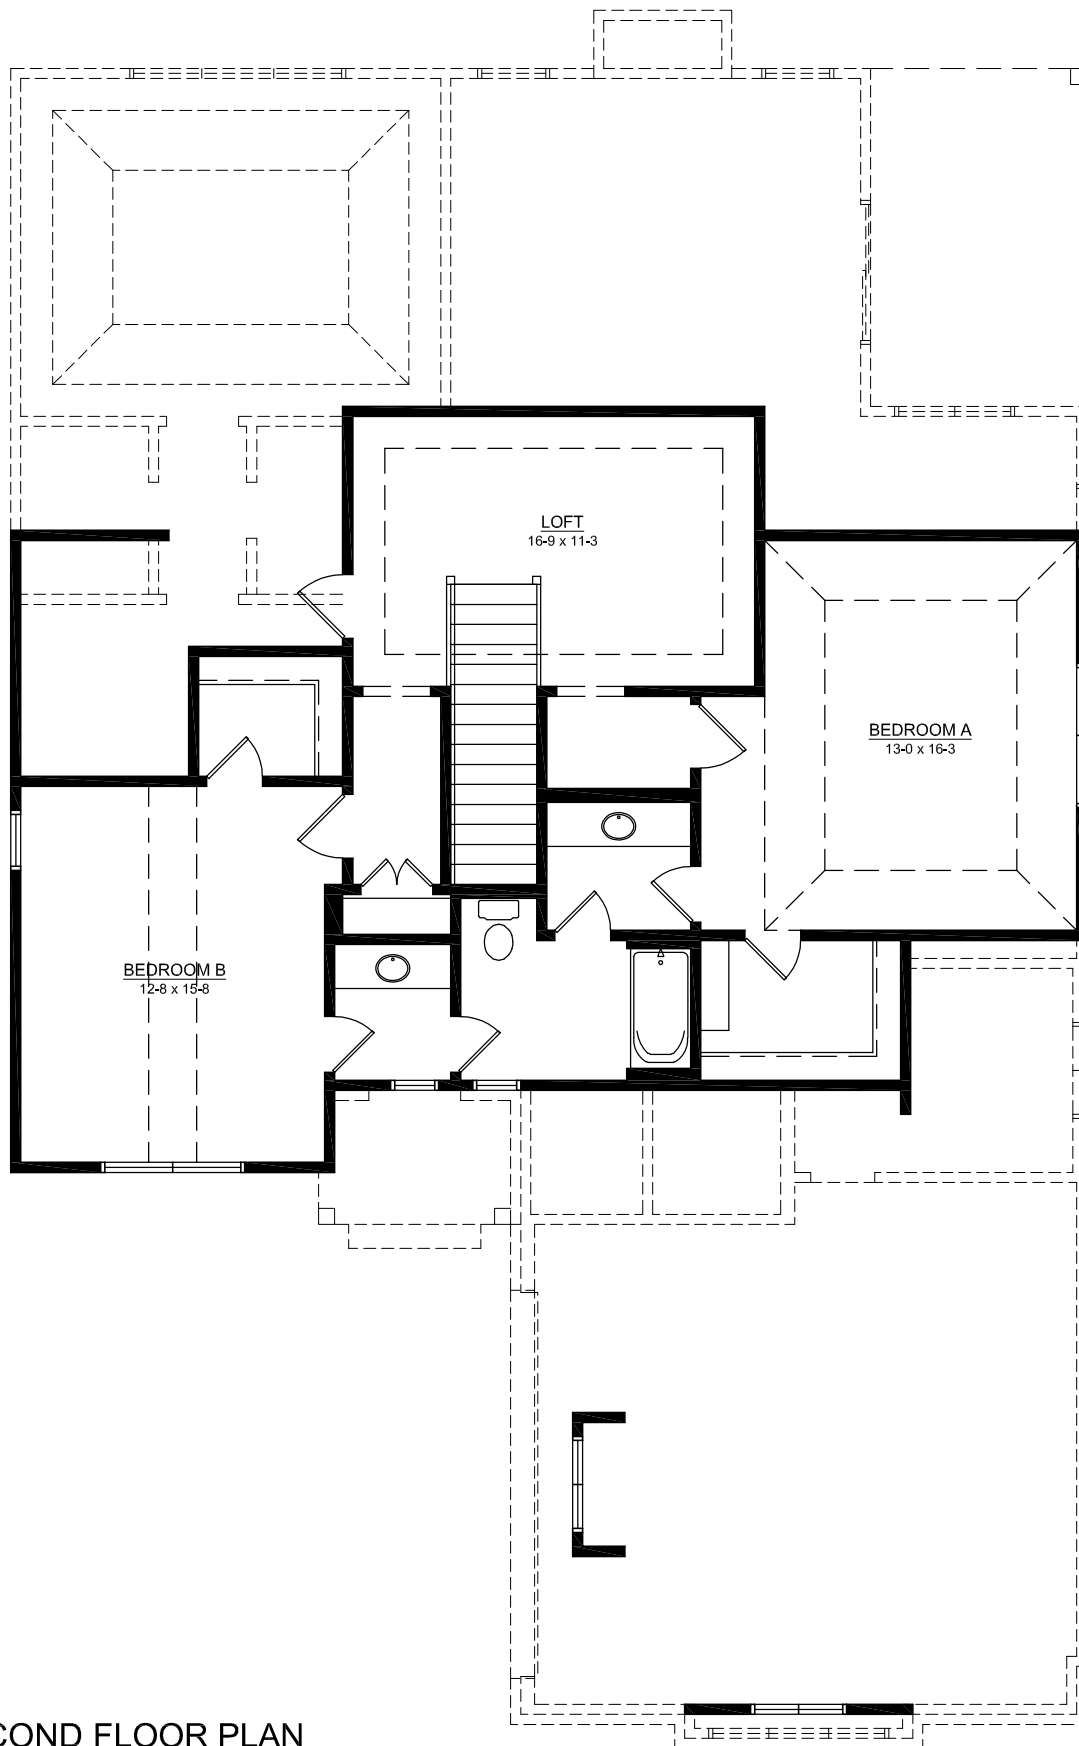 LOFT
16-9 x 11-3
BEDROOM A
13-0 x 16-3
BEDROOM B
12-8 x 15-8
COND FLOOR PLAN